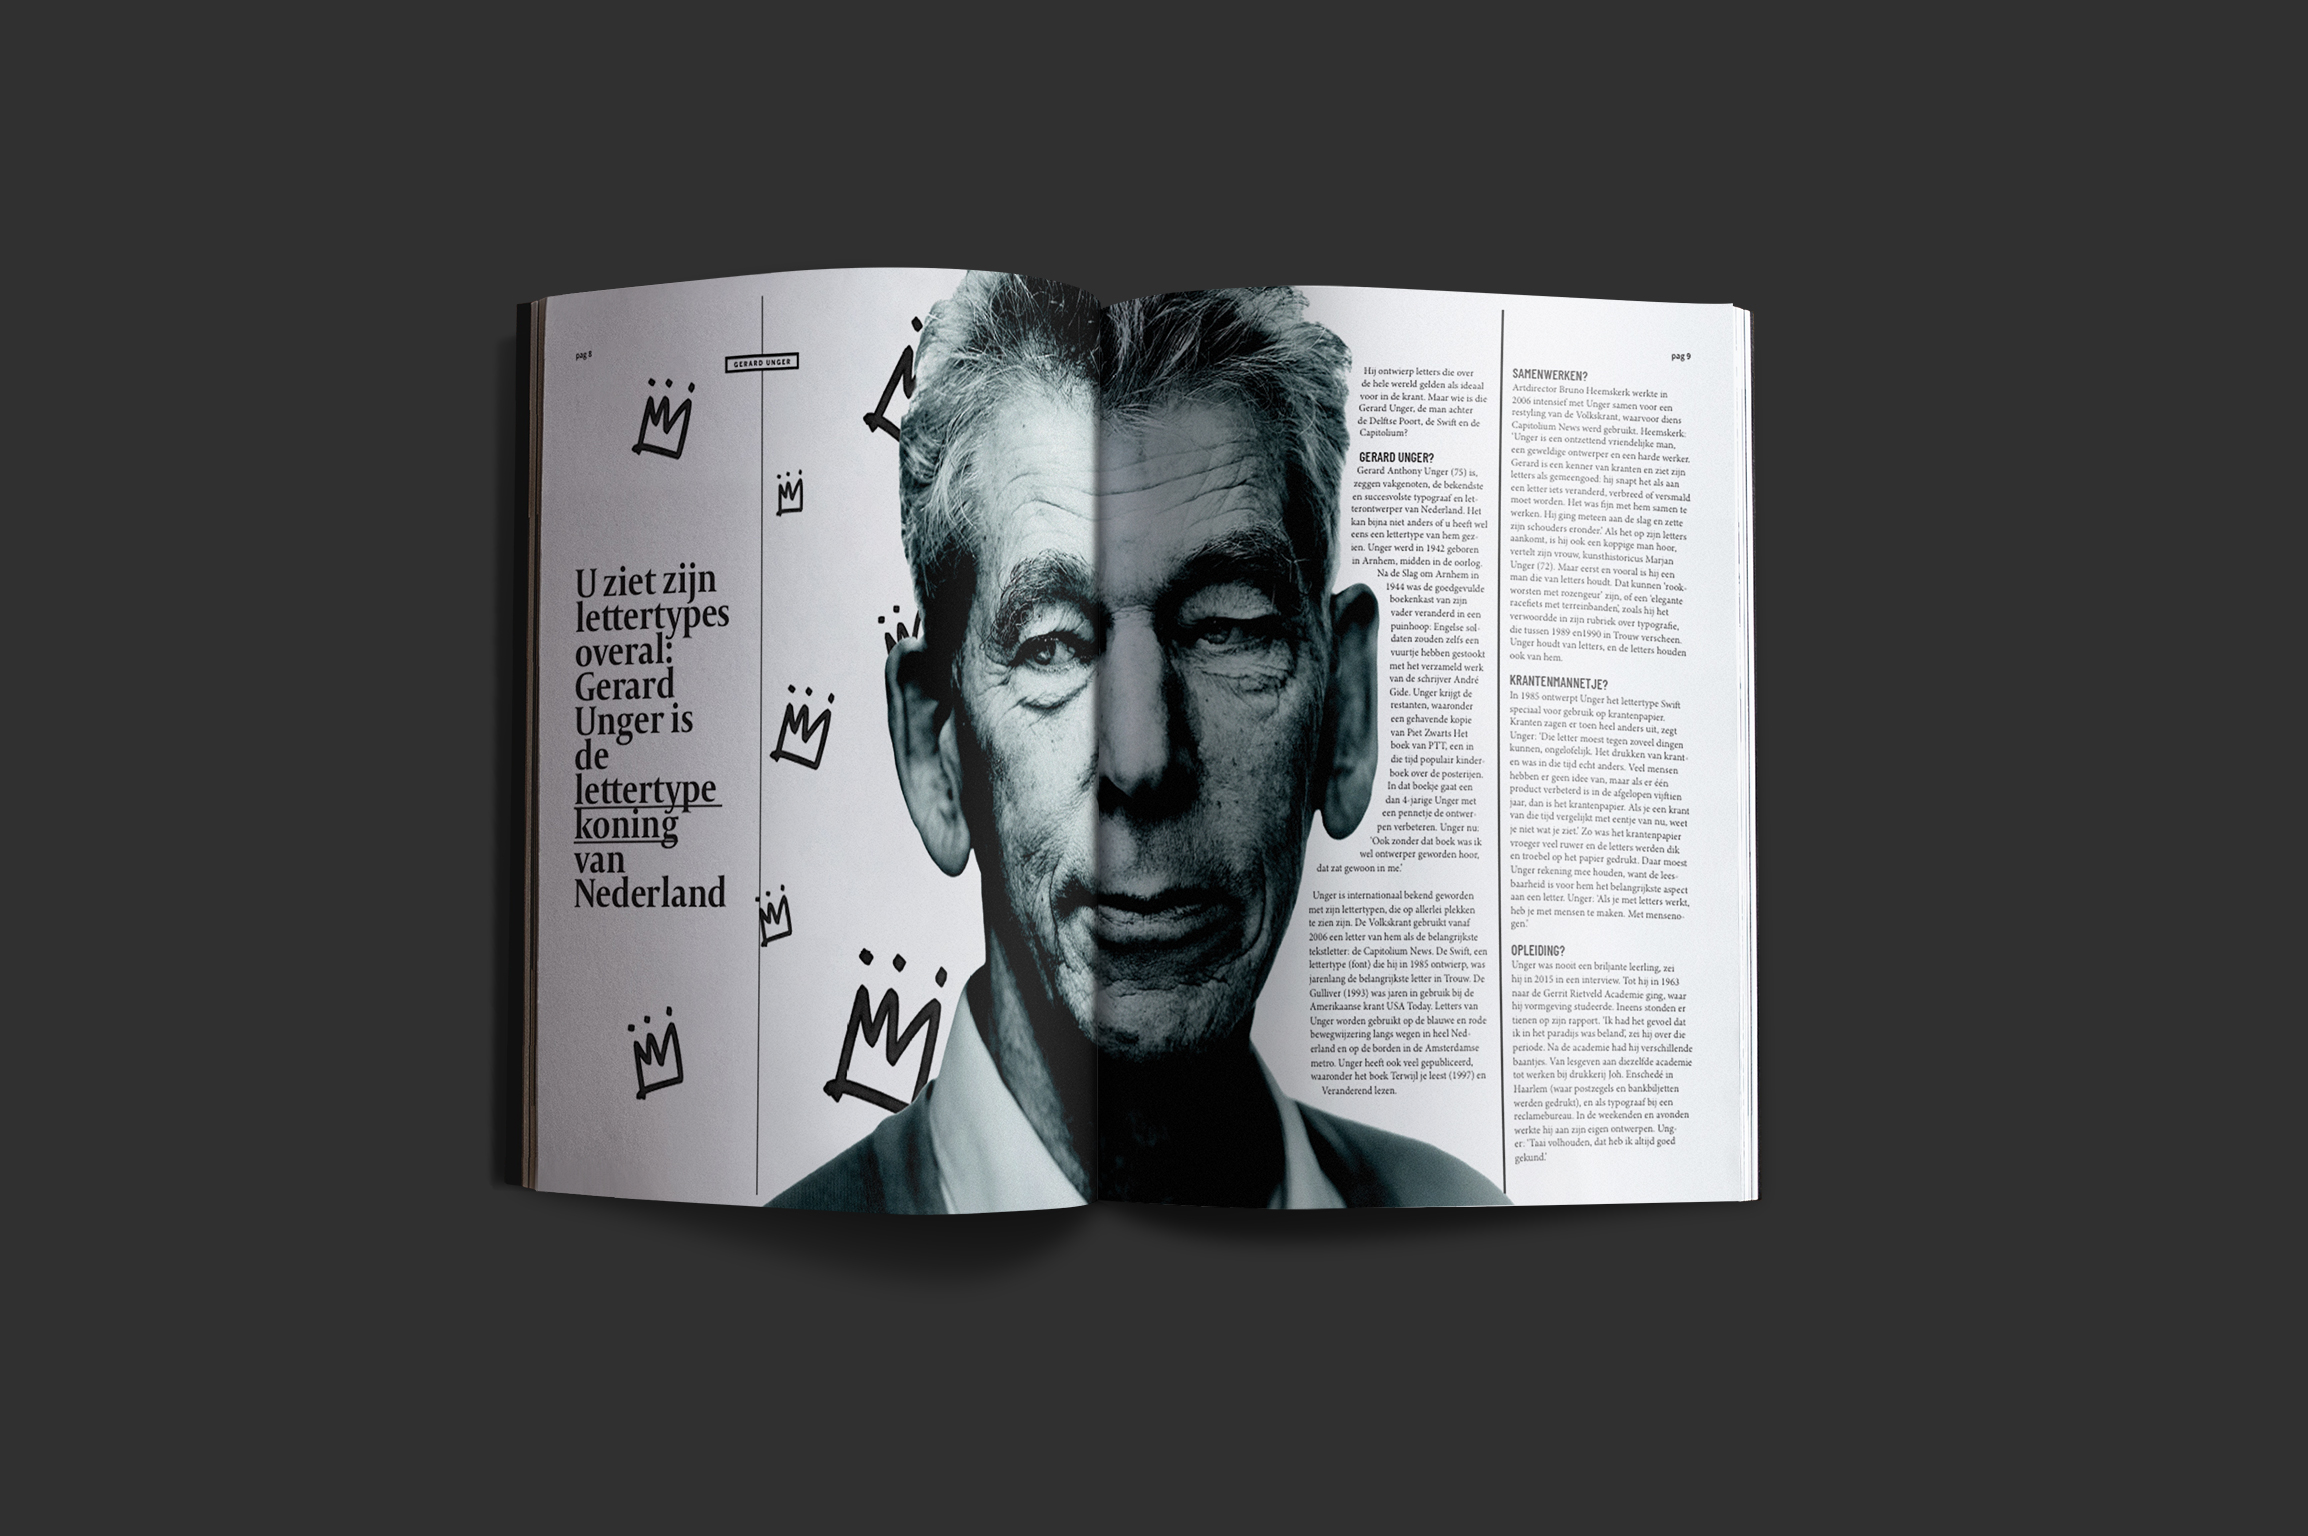 pag 8
GERARD UNGER
U ziet zijn
lettertypes
overal:
Gerard
Unger is
de
lettertype
koning
van
Nederland
Hij ontwierp letters die over
de hele wereld gelden als ideaal
voor in de krant. Maar wie is die
Gerard Unger, de man achter
de Delftse Poort, de Swift en de
Capitolium?
GERARD UNGER?
Gerard Anthony Unger (75) is,
zeggen vakgenoten, de bekendste
en succesvolste typograaf en let-
terontwerper van Nederland. Het
kan bijna niet anders of u heeft wel
eens een lettertype van hem gez-
ien. Unger werd in 1942 geboren
in Arnhem, midden in de oorlog.
Na de Slag om Arnhem in
1944 was de goedgevulde
boekenkast van zijn
vader veranderd in een
puinhoop: Engelse sol-
daten zouden zelfs een
vuurtje hebben gestookt
met het verzameld werk
van de schrijver André
Gide. Unger krijgt de
restanten, waaronder
een gehavende kopie
van Piet Zwarts Het
boek van PTT, een in
die tijd populair kinder-
boek over de posterijen.
In dat boekje gaat een
dan 4-jarige Unger met
een pennetje de ontwer-
pen verbeteren. Unger nu:
'Ook zonder dat boek was ik
wel ontwerper geworden hoor,
dat zat gewoon in me.'
Unger is internationaal bekend geworden
met zijn lettertypen, die op allerlei plekken
te zien zijn. De Volkskrant gebruikt vanaf
2006 een letter van hem als de belangrijkste
tekstletter: de Capitolium News. De Swift, een
lettertype (font) die hij in 1985 ontwierp, was
jarenlang de belangrijkste letter in Trouw. De
Gulliver (1993) was jaren in gebruik bij de
Amerikaanse krant USA Today. Letters van
Unger worden gebruikt op de blauwe en rode
bewegwijzering langs wegen in heel Ned-
erland en op de borden in de Amsterdamse
metro. Unger heeft ook veel gepubliceerd,
waaronder het boek Terwijl je leest (1997) en
Veranderend lezen.
pag 9
SAMENWERKEN?
Artdirector Bruno Heemskerk werkte in
2006 intensief met Unger samen voor een
restyling van de Volkskrant, waarvoor diens
Capitolium News werd gebruikt. Heemskerk:
'Unger is een ontzettend vriendelijke man,
een geweldige ontwerper en een harde werker.
Gerard is een kenner van kranten en ziet zijn
letters als gemeengoed: hij snapt het als aan
een letter iets veranderd, verbreed of versmald
moet worden. Het was fijn met hem samen te
werken. Hij ging meteen aan de slag en zette
zijn schouders eronder.' Als het op zijn letters
aankomt, is hij ook een koppige man hoor,
vertelt zijn vrouw, kunsthistoricus Marjan
Unger (72). Maar eerst en vooral is hij een
man die van letters houdt. Dat kunnen 'rook-
worsten met rozengeur' zijn, of een 'elegante
racefiets met terreinbanden', zoals hij het
verwoordde in zijn rubriek over typografie,
die tussen 1989 en1990 in Trouw verscheen.
Unger houdt van letters, en de letters houden
ook van hem.
KRANTENMANNETJE?
In 1985 ontwerpt Unger het lettertype Swift
speciaal voor gebruik op krantenpapier.
Kranten zagen er toen heel anders uit, zegt
Unger: 'Die letter moest tegen zoveel dingen
kunnen, ongelofelijk. Het drukken van krant-
en was in die tijd echt anders. Veel mensen
hebben er geen idee van, maar als er één
product verbeterd is in de afgelopen vijftien
jaar, dan is het krantenpapier. Als je een krant
van die tijd vergelijkt met eentje van nu, weet
je niet wat je ziet.' Zo was het krantenpapier
vroeger veel ruwer en de letters werden dik
en troebel op het papier gedrukt. Daar moest
Unger rekening mee houden, want de lees-
baarheid is voor hem het belangrijkste aspect
aan een letter. Unger: 'Als je met letters werkt,
heb je met mensen te maken. Met menseno-
gen.'
OPLEIDING?
Unger was nooit een briljante leerling, zei
hij in 2015 in een interview. Tot hij in 1963
naar de Gerrit Rietveld Academie ging, waar
hij vormgeving studeerde. Ineens stonden er
tienen op zijn rapport. 'Ik had het gevoel dat
ik in het paradijs was beland', zei hij over die
periode. Na de academie had hij verschillende
baantjes. Van lesgeven aan diezelfde academie
tot werken bij drukkerij Joh. Enschedé in
Haarlem (waar postzegels en bankbiljetten
werden gedrukt), en als typograaf bij een
reclamebureau. In de weekenden en avonden
werkte hij aan zijn eigen ontwerpen. Ung-
er: 'Taai volhouden, dat heb ik altijd goed
gekund.'